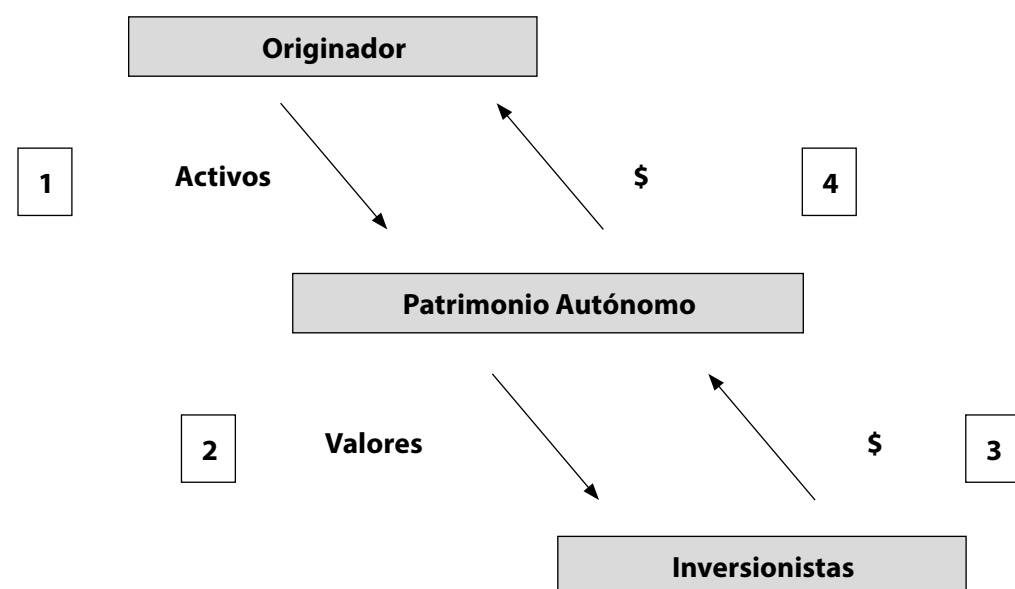 Originador
1 Activos $ 4
Patrimonio Autónomo
2 Valores $ 3
Inversionistas